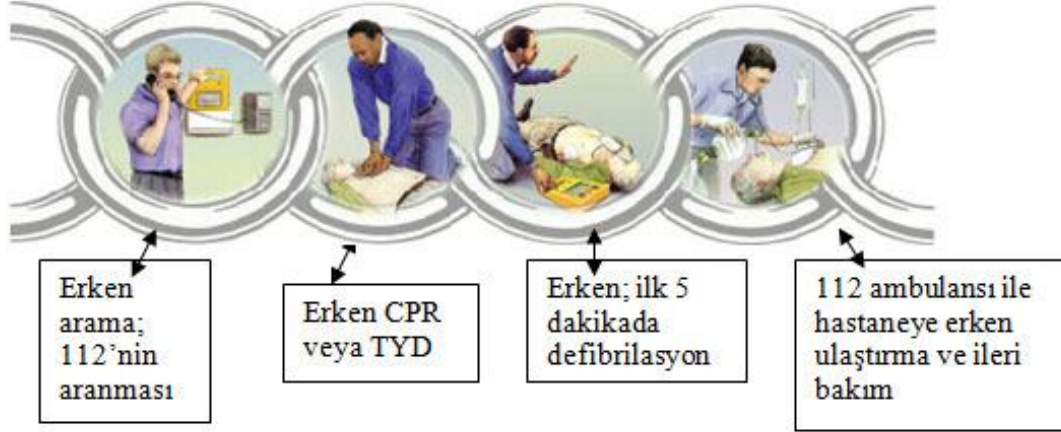 Erken
arama;
112’nin
aranması
Erken CPR
veya TYD
Erken; ilk 5
dakikada
defibrilasyon
112 ambulansı ile
hastaneye erken
ulaştırma ve ileri
bakım